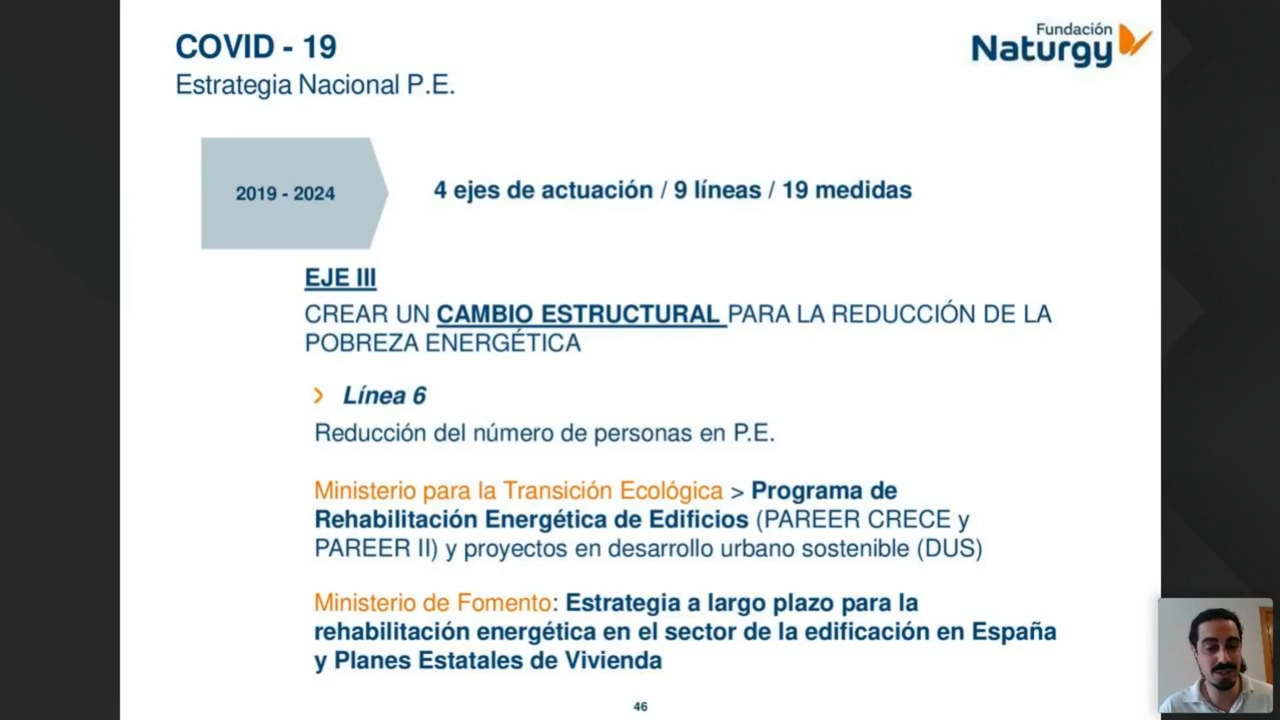 COVID - 19
Estrategia Nacional P.E.
Fundación
Naturgy
2019 - 2024
4 ejes de actuación / 9 líneas / 19 medidas
EJE III
CREAR UN CAMBIO ESTRUCTURAL PARA LA REDUCCIÓN DE LA
POBREZA ENERGÉTICA
Línea 6
Reducción del número de personas en P.E.
Ministerio para la Transición Ecológica > Programa de
Rehabilitación Energética de Edificios (PAREER CRECE y
PAREER II) y proyectos en desarrollo urbano sostenible (DUS)
Ministerio de Fomento: Estrategia a largo plazo para la
rehabilitación energética en el sector de la edificación en España
y Planes Estatales de Vivienda
46